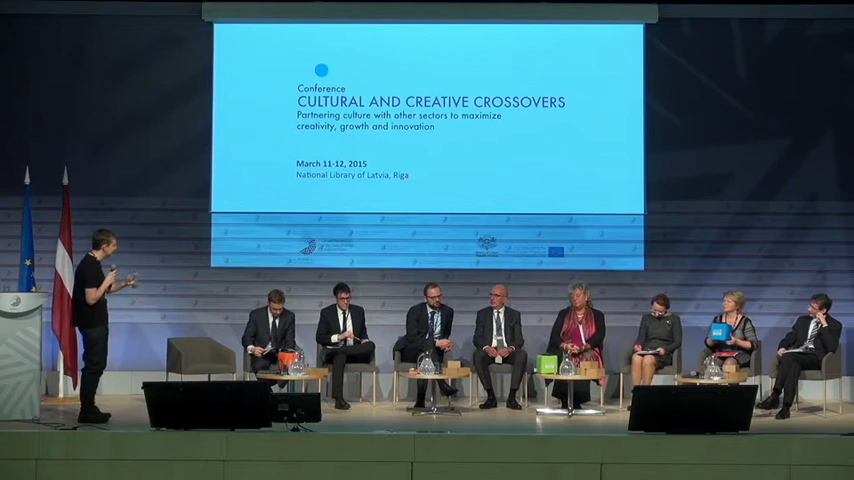 Conference
CULTURAL AND CREATIVE CROSSOVERS
Partnering culture with other sectors to maximize
creativity, growth and innovation
March 11-12, 2015
National Library of Latvia, Riga